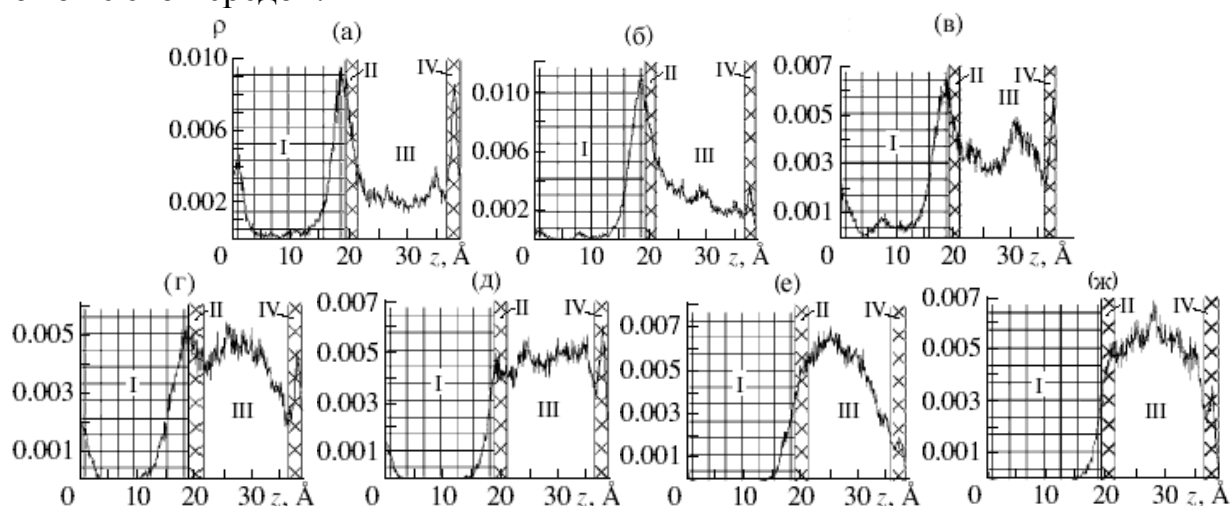 ρ (а) II IV 0.010 0.006 0.002 I III 0 10 20 30 z, Å
(б) II IV 0.010 0.006 0.002 I III 0 10 20 30 z, Å
(в) IV 0.007 0.005 0.003 0.001 I II III 0 10 20 30 z, Å
(г) II IV 0.005 0.003 0.001 I III 0 10 20 30 z, Å
(д) II IV 0.007 0.005 0.003 0.001 I III 0 10 20 30 z, Å
(е) II IV 0.007 0.005 0.003 0.001 I III 0 10 20 30 z, Å
(ж) II IV 0.007 0.005 0.003 0.001 I III 0 10 20 30 z, Å